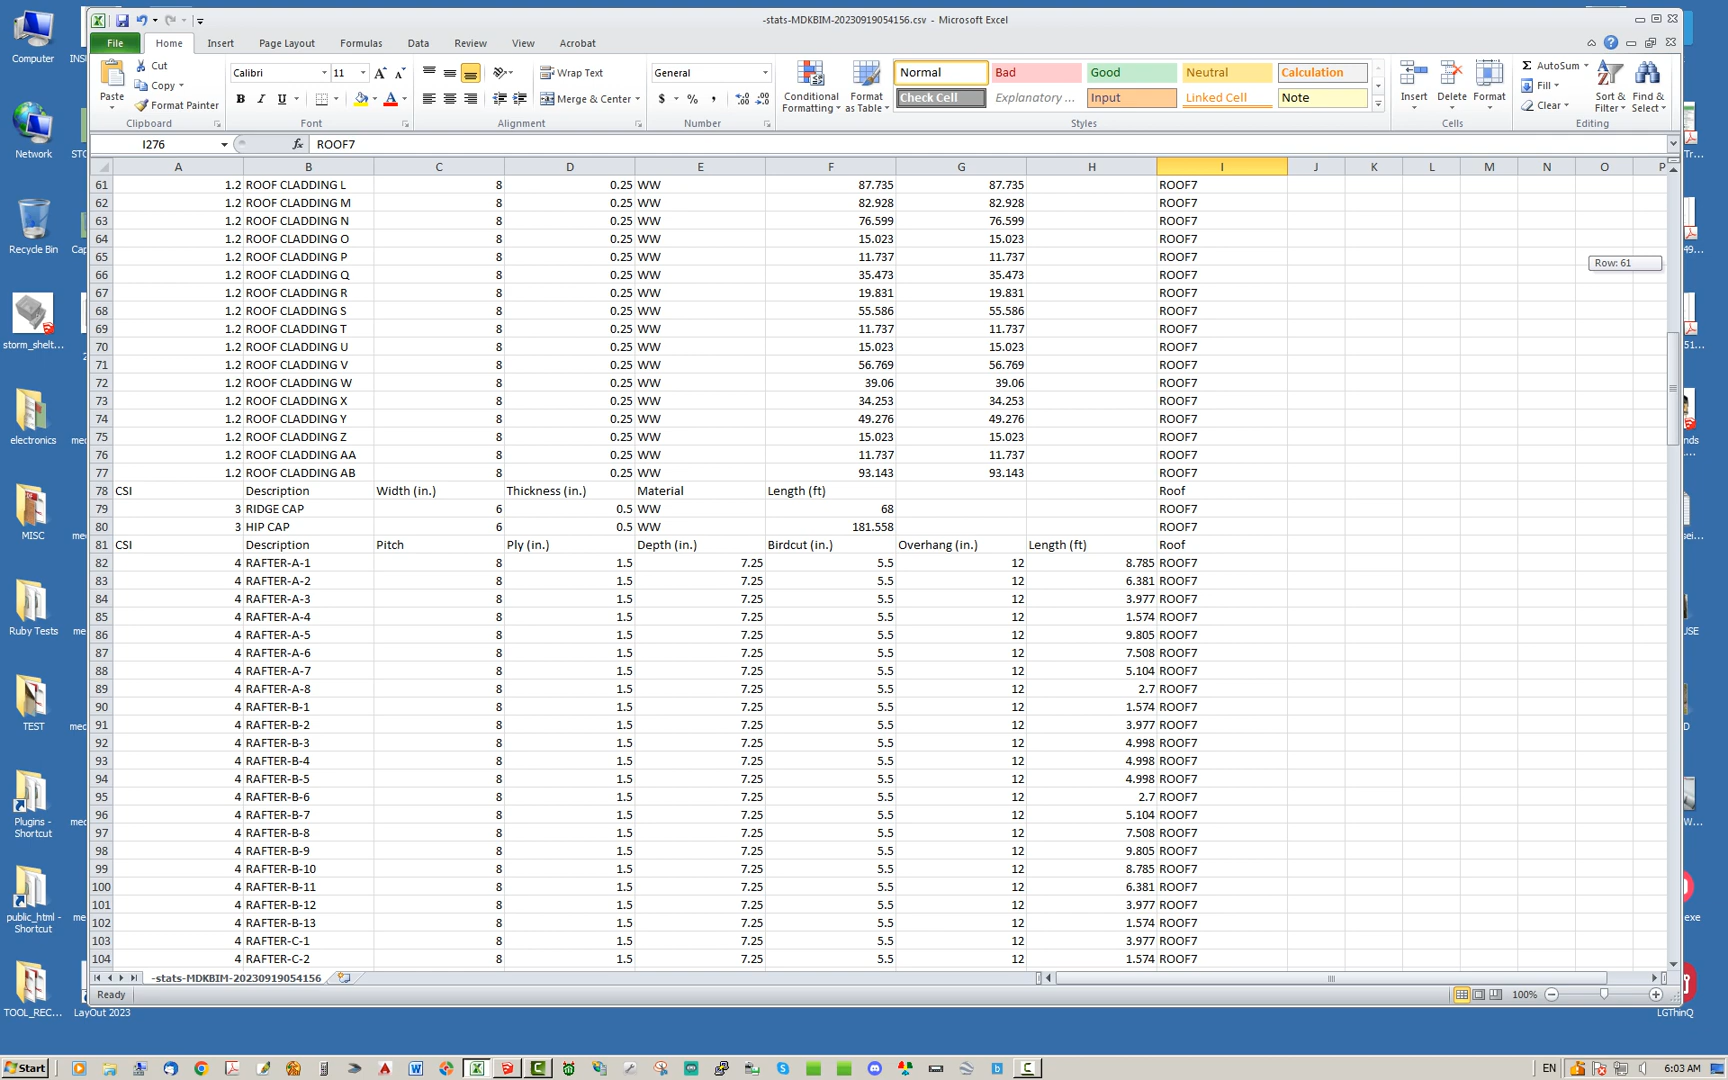 -stats-MDKBIM-20230919054156.csv - Microsoft Excel
File Home Insert Page Layout Formulas Data Review View Acrobat
Paste Cut Copy Format Painter Clipboard
Calibri 11 B I U Font
Wrap Text Merge & Center Alignment
General $ % , Number
Conditional Formatting Format as Table
Normal Bad Good Neutral Calculation
Check Cell Explanatory ... Input Linked Cell Note
Styles
Insert Delete Format Cells
AutoSum Fill Clear Sort & Filter Find & Select Editing
I276 fx ROOF7
A B C D E F G H I J K L M N O P
61 1.2 ROOF CLADDING L 8 0.25 WW 87.735 87.735 ROOF7
62 1.2 ROOF CLADDING M 8 0.25 WW 82.928 82.928 ROOF7
63 1.2 ROOF CLADDING N 8 0.25 WW 76.599 76.599 ROOF7
64 1.2 ROOF CLADDING O 8 0.25 WW 15.023 15.023 ROOF7
65 1.2 ROOF CLADDING P 8 0.25 WW 11.737 11.737 ROOF7
Row: 61
66 1.2 ROOF CLADDING Q 8 0.25 WW 35.473 35.473 ROOF7
67 1.2 ROOF CLADDING R 8 0.25 WW 19.831 19.831 ROOF7
68 1.2 ROOF CLADDING S 8 0.25 WW 55.586 55.586 ROOF7
69 1.2 ROOF CLADDING T 8 0.25 WW 11.737 11.737 ROOF7
70 1.2 ROOF CLADDING U 8 0.25 WW 15.023 15.023 ROOF7
71 1.2 ROOF CLADDING V 8 0.25 WW 56.769 56.769 ROOF7
72 1.2 ROOF CLADDING W 8 0.25 WW 39.06 39.06 ROOF7
73 1.2 ROOF CLADDING X 8 0.25 WW 34.253 34.253 ROOF7
74 1.2 ROOF CLADDING Y 8 0.25 WW 49.276 49.276 ROOF7
75 1.2 ROOF CLADDING Z 8 0.25 WW 15.023 15.023 ROOF7
76 1.2 ROOF CLADDING AA 8 0.25 WW 11.737 11.737 ROOF7
77 1.2 ROOF CLADDING AB 8 0.25 WW 93.143 93.143 ROOF7
78 CSI Description Width (in.) Thickness (in.) Material Length (ft) Roof
79 3 RIDGE CAP 6 0.5 WW 68 ROOF7
80 3 HIP CAP 6 0.5 WW 181.558 ROOF7
81 CSI Description Pitch Ply (in.) Depth (in.) Birdcut (in.) Overhang (in.) Length (ft) Roof
82 4 RAFTER-A-1 8 1.5 7.25 5.5 12 8.785 ROOF7
83 4 RAFTER-A-2 8 1.5 7.25 5.5 12 6.381 ROOF7
84 4 RAFTER-A-3 8 1.5 7.25 5.5 12 3.977 ROOF7
85 4 RAFTER-A-4 8 1.5 7.25 5.5 12 1.574 ROOF7
86 4 RAFTER-A-5 8 1.5 7.25 5.5 12 9.805 ROOF7
87 4 RAFTER-A-6 8 1.5 7.25 5.5 12 7.508 ROOF7
88 4 RAFTER-A-7 8 1.5 7.25 5.5 12 5.104 ROOF7
89 4 RAFTER-A-8 8 1.5 7.25 5.5 12 2.7 ROOF7
90 4 RAFTER-B-1 8 1.5 7.25 5.5 12 1.574 ROOF7
91 4 RAFTER-B-2 8 1.5 7.25 5.5 12 3.977 ROOF7
92 4 RAFTER-B-3 8 1.5 7.25 5.5 12 4.998 ROOF7
93 4 RAFTER-B-4 8 1.5 7.25 5.5 12 4.998 ROOF7
94 4 RAFTER-B-5 8 1.5 7.25 5.5 12 4.998 ROOF7
95 4 RAFTER-B-6 8 1.5 7.25 5.5 12 2.7 ROOF7
96 4 RAFTER-B-7 8 1.5 7.25 5.5 12 5.104 ROOF7
97 4 RAFTER-B-8 8 1.5 7.25 5.5 12 7.508 ROOF7
98 4 RAFTER-B-9 8 1.5 7.25 5.5 12 9.805 ROOF7
99 4 RAFTER-B-10 8 1.5 7.25 5.5 12 8.785 ROOF7
100 4 RAFTER-B-11 8 1.5 7.25 5.5 12 6.381 ROOF7
101 4 RAFTER-B-12 8 1.5 7.25 5.5 12 3.977 ROOF7
102 4 RAFTER-B-13 8 1.5 7.25 5.5 12 1.574 ROOF7
103 4 RAFTER-C-1 8 1.5 7.25 5.5 12 3.977 ROOF7
104 4 RAFTER-C-2 8 1.5 7.25 5.5 12 1.574 ROOF7
-stats-MDKBIM-20230919054156
Ready 100%
Computer
Network
Recycle Bin
storm_shelt...
electronics
MISC
Ruby Tests
TEST
Plugins -
Shortcut
public_html -
Shortcut
TOOL_REC... LayOut 2023
LGThinQ
Start EN 6:03 AM